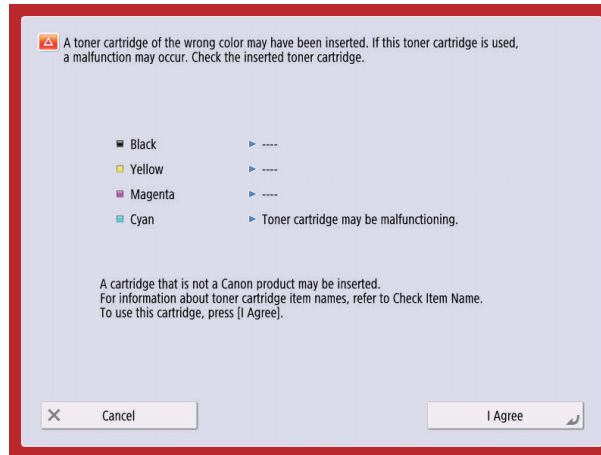 A toner cartridge of the wrong color may have been inserted. If this toner cartridge is used,
a malfunction may occur. Check the inserted toner cartridge.
Black ----
Yellow ----
Magenta ----
Cyan Toner cartridge may be malfunctioning.
A cartridge that is not a Canon product may be inserted.
For information about toner cartridge item names, refer to Check Item Name.
To use this cartridge, press [I Agree].
Cancel I Agree